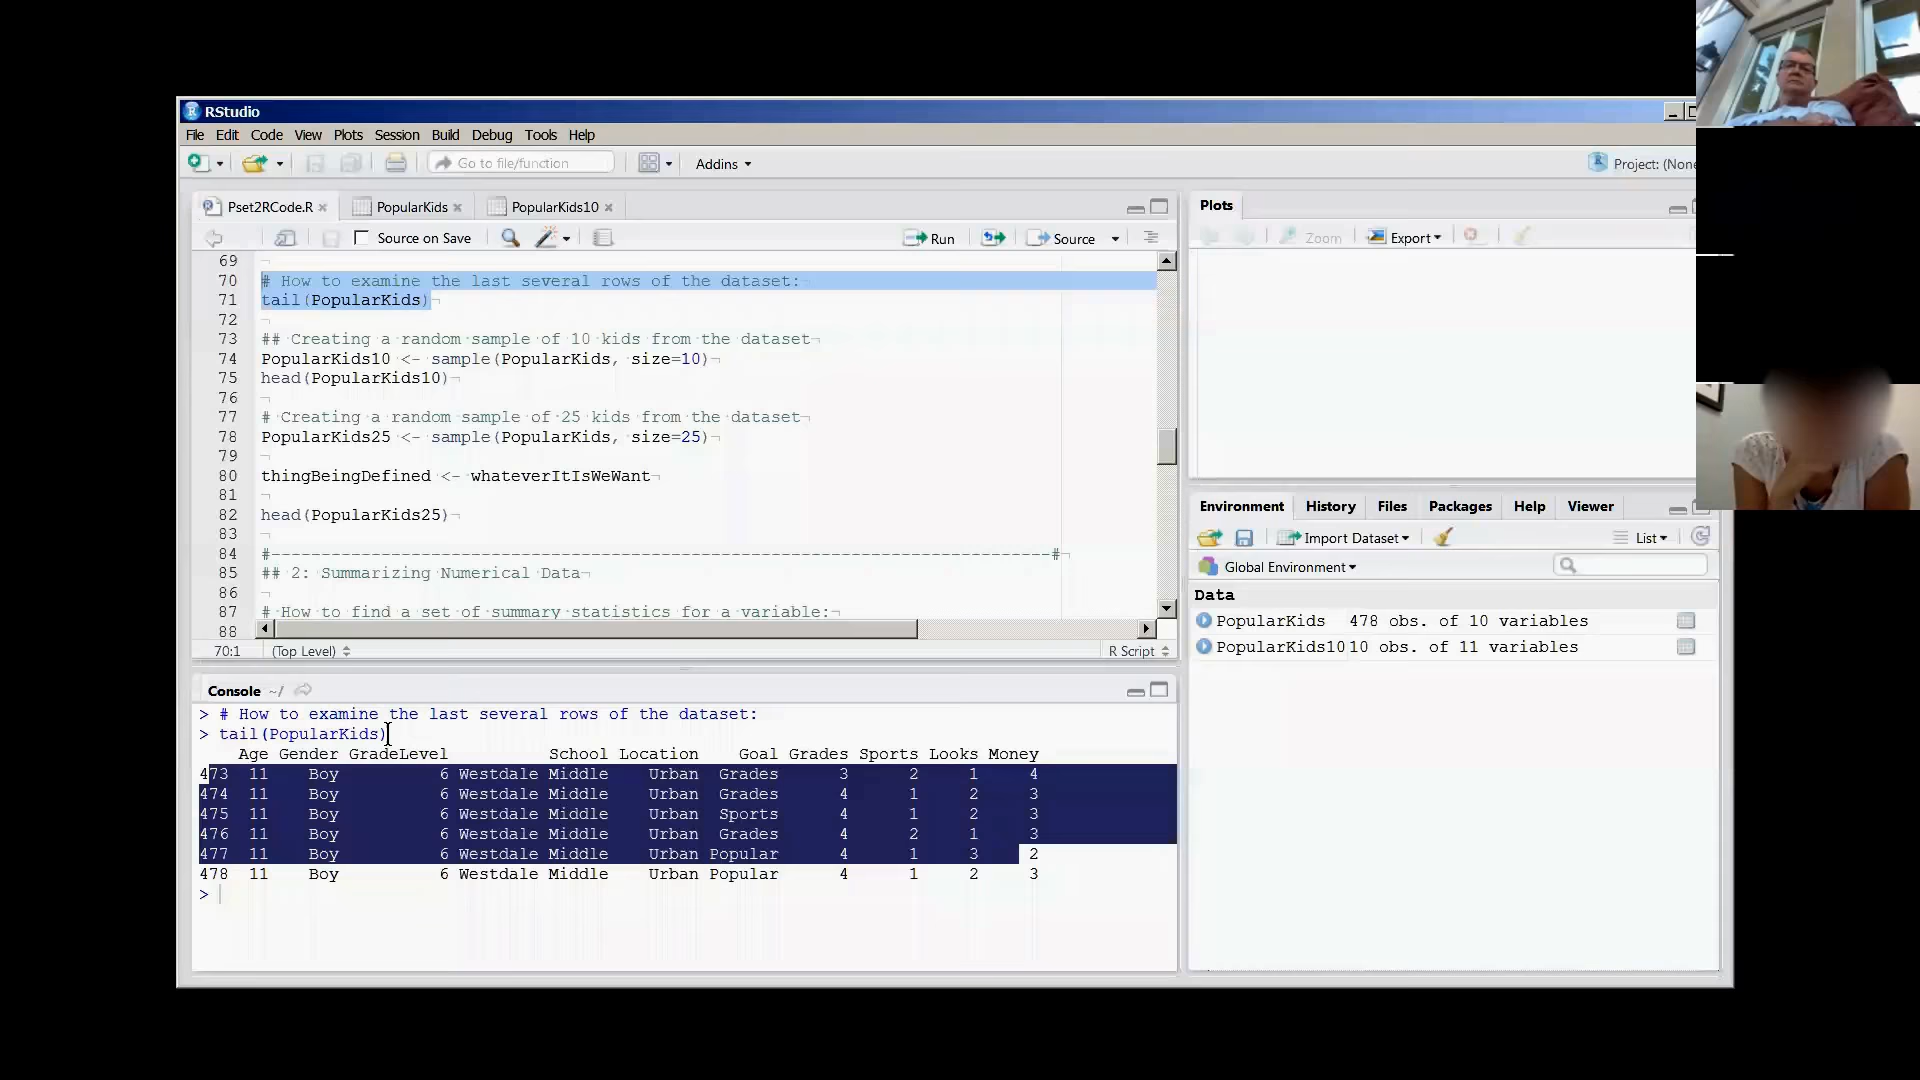 RStudio
File Edit Code View Plots Session Build Debug Tools Help
Go to file/function
Addins
Project: (None
Pset2RCode.R
PopularKids
PopularKids10
Source on Save
Run
Source
69
70 # How to examine the last several rows of the dataset:
71 tail(PopularKids)
72
73 ## Creating a random sample of 10 kids from the dataset
74 PopularKids10 <- sample(PopularKids, size=10)
75 head(PopularKids10)
76
77 # Creating a random sample of 25 kids from the dataset
78 PopularKids25 <- sample(PopularKids, size=25)
79
80 thingBeingDefined <- whateverItIsWeWant
81
82 head(PopularKids25)
83
84 #------------------------------------------------------------------------------#
85 ## 2: Summarizing Numerical Data
86
87 # How to find a set of summary statistics for a variable:
88
70:1 (Top Level) R Script
Console ~/
> # How to examine the last several rows of the dataset:
> tail(PopularKids)
Age Gender GradeLevel School Location Goal Grades Sports Looks Money
473 11 Boy 6 Westdale Middle Urban Grades 3 2 1 4
474 11 Boy 6 Westdale Middle Urban Grades 4 1 2 3
475 11 Boy 6 Westdale Middle Urban Sports 4 1 2 3
476 11 Boy 6 Westdale Middle Urban Grades 4 2 1 3
477 11 Boy 6 Westdale Middle Urban Popular 4 1 3 2
478 11 Boy 6 Westdale Middle Urban Popular 4 1 2 3
>
Plots
Zoom Export
Environment History Files Packages Help Viewer
Import Dataset List
Global Environment
Data
PopularKids 478 obs. of 10 variables
PopularKids10 10 obs. of 11 variables